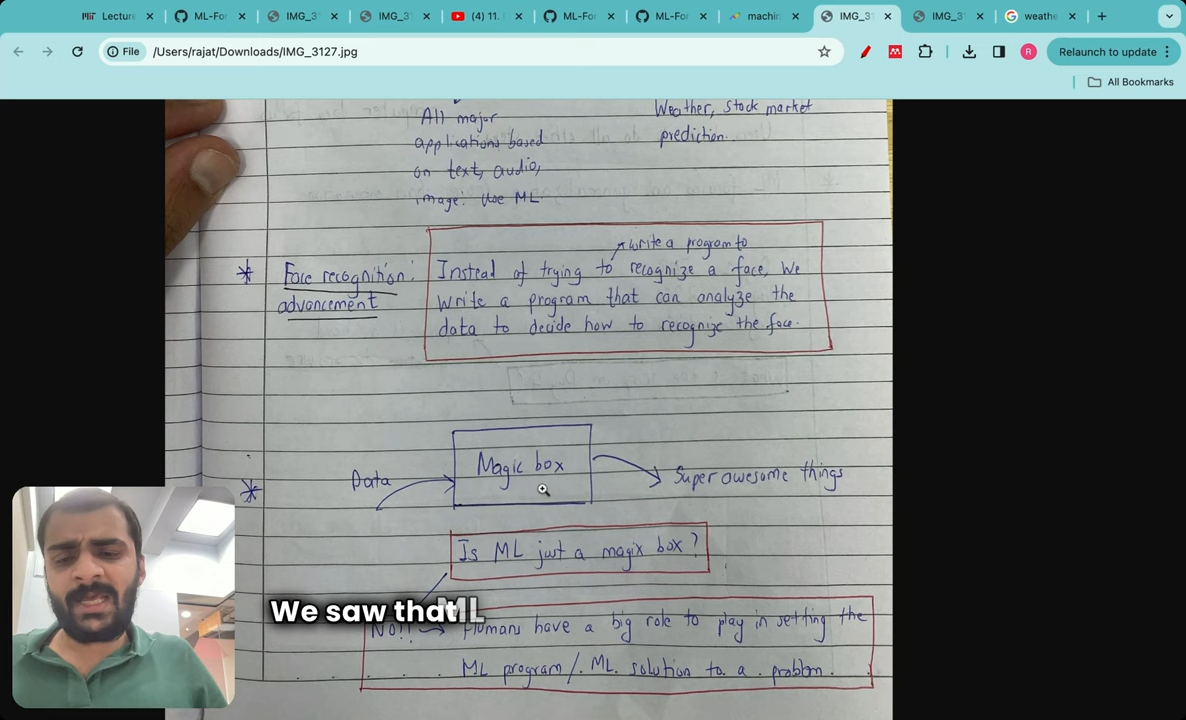 Lecture
ML-For
IMG_3
IMG_3
(4) 11.
ML-For
ML-For
machin
IMG_31
IMG_3
weathe
File
/Users/rajat/Downloads/IMG_3127.jpg
R
Relaunch to update
All Bookmarks
All major
applications based
on text, audio,
image: Use ML
Weather, stock market
prediction.
write a program to
* Face recognition:
advancement
Instead of trying to recognize a face, we
write a program that can analyze the
data to decide how to recognize the face.
* Data
Magic box
Super awesome things
Is ML just a magix box?
We saw that ML
No!! → Humans have a big role to play in setting the
ML program/ ML solution to a problem.